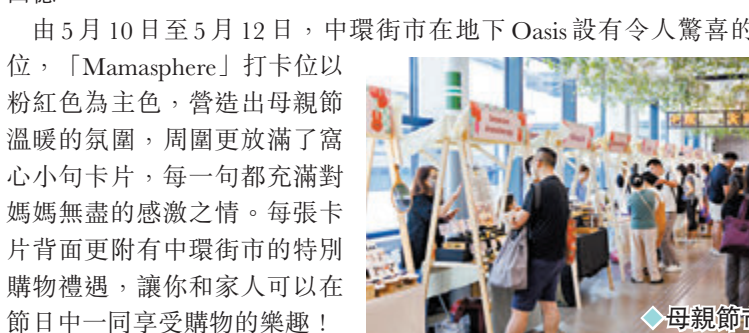 由5月10日至5月12日，中環街市在地下Oasis設有令人驚喜的
位，「Mamasphere」打卡位以
粉紅色為主色，營造出母親節
溫暖的氛圍，周圍更放滿了窩
心小句卡片，每一句都充滿對
媽媽無盡的感激之情。每張卡
片背面更附有中環街市的特別
購物禮遇，讓你和家人可以在
節日中一同享受購物的樂趣！
◆母親節